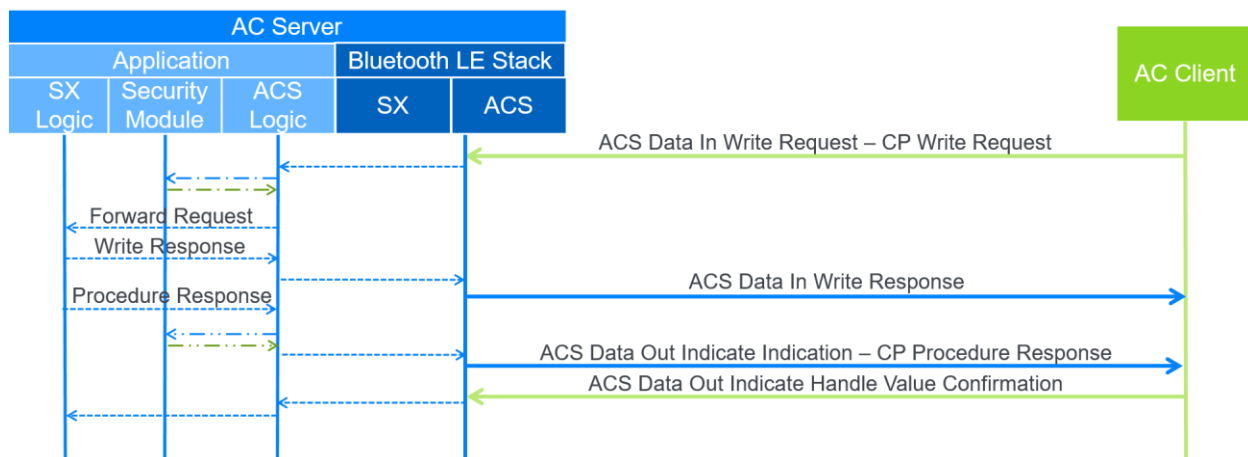 AC Server
Application
Bluetooth LE Stack
AC Client
SX
Logic
Security
Module
ACS
Logic
SX
ACS
ACS Data In Write Request – CP Write Request
Forward Request
Write Response
ACS Data In Write Response
Procedure Response
ACS Data Out Indicate Indication – CP Procedure Response
ACS Data Out Indicate Handle Value Confirmation